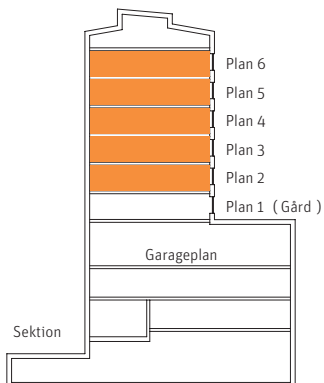 Plan 6
Plan 5
Plan 4
Plan 3
Plan 2
Plan 1 ( Gård )
Garageplan
Sektion